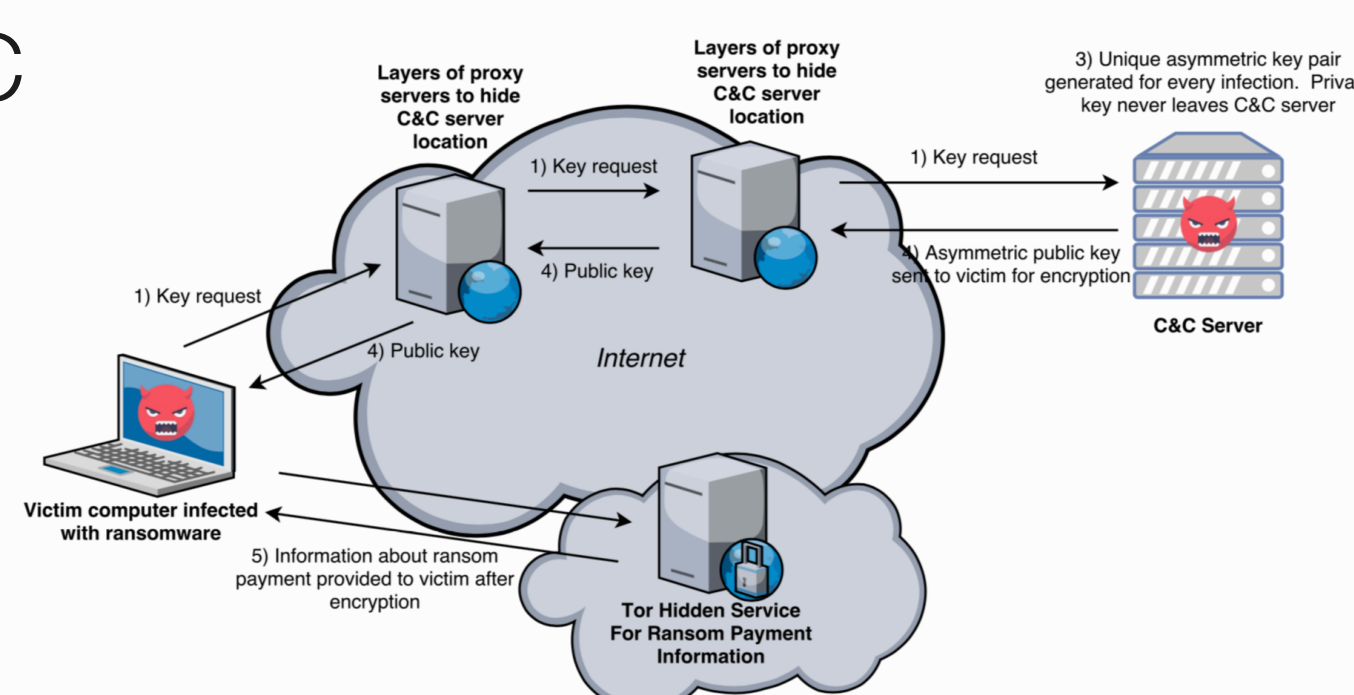 C
Layers of proxy
servers to hide
C&C server
location
Layers of proxy
servers to hide
C&C server
location
3) Unique asymmetric key pair
generated for every infection. Priva
key never leaves C&C server
1) Key request
1) Key request
1) Key request
4) Public key
4) Asymmetric public key
sent to victim for encryption
C&C Server
4) Public key
Internet
Victim computer infected
with ransomware
5) Information about ransom
payment provided to victim after
encryption
Tor Hidden Service
For Ransom Payment
Information